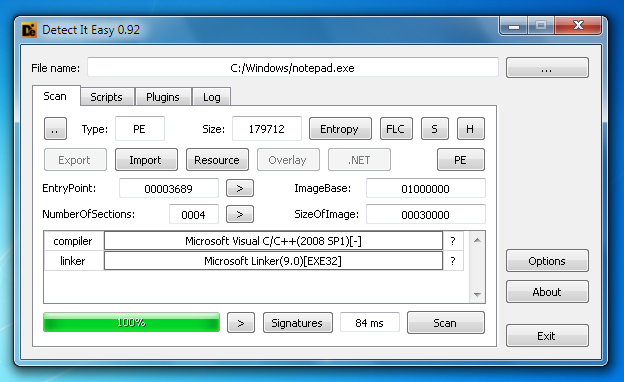 Detect It Easy 0.92
File name: C:/Windows/notepad.exe ...
Scan Scripts Plugins Log
.. Type: PE Size: 179712 Entropy FLC S H
Export Import Resource Overlay .NET PE
EntryPoint: 00003689 > ImageBase: 01000000
NumberOfSections: 0004 > SizeOfImage: 00030000
compiler Microsoft Visual C/C++(2008 SP1)[-] ?
linker Microsoft Linker(9.0)[EXE32] ?
Options
About
100% > Signatures 84 ms Scan
Exit